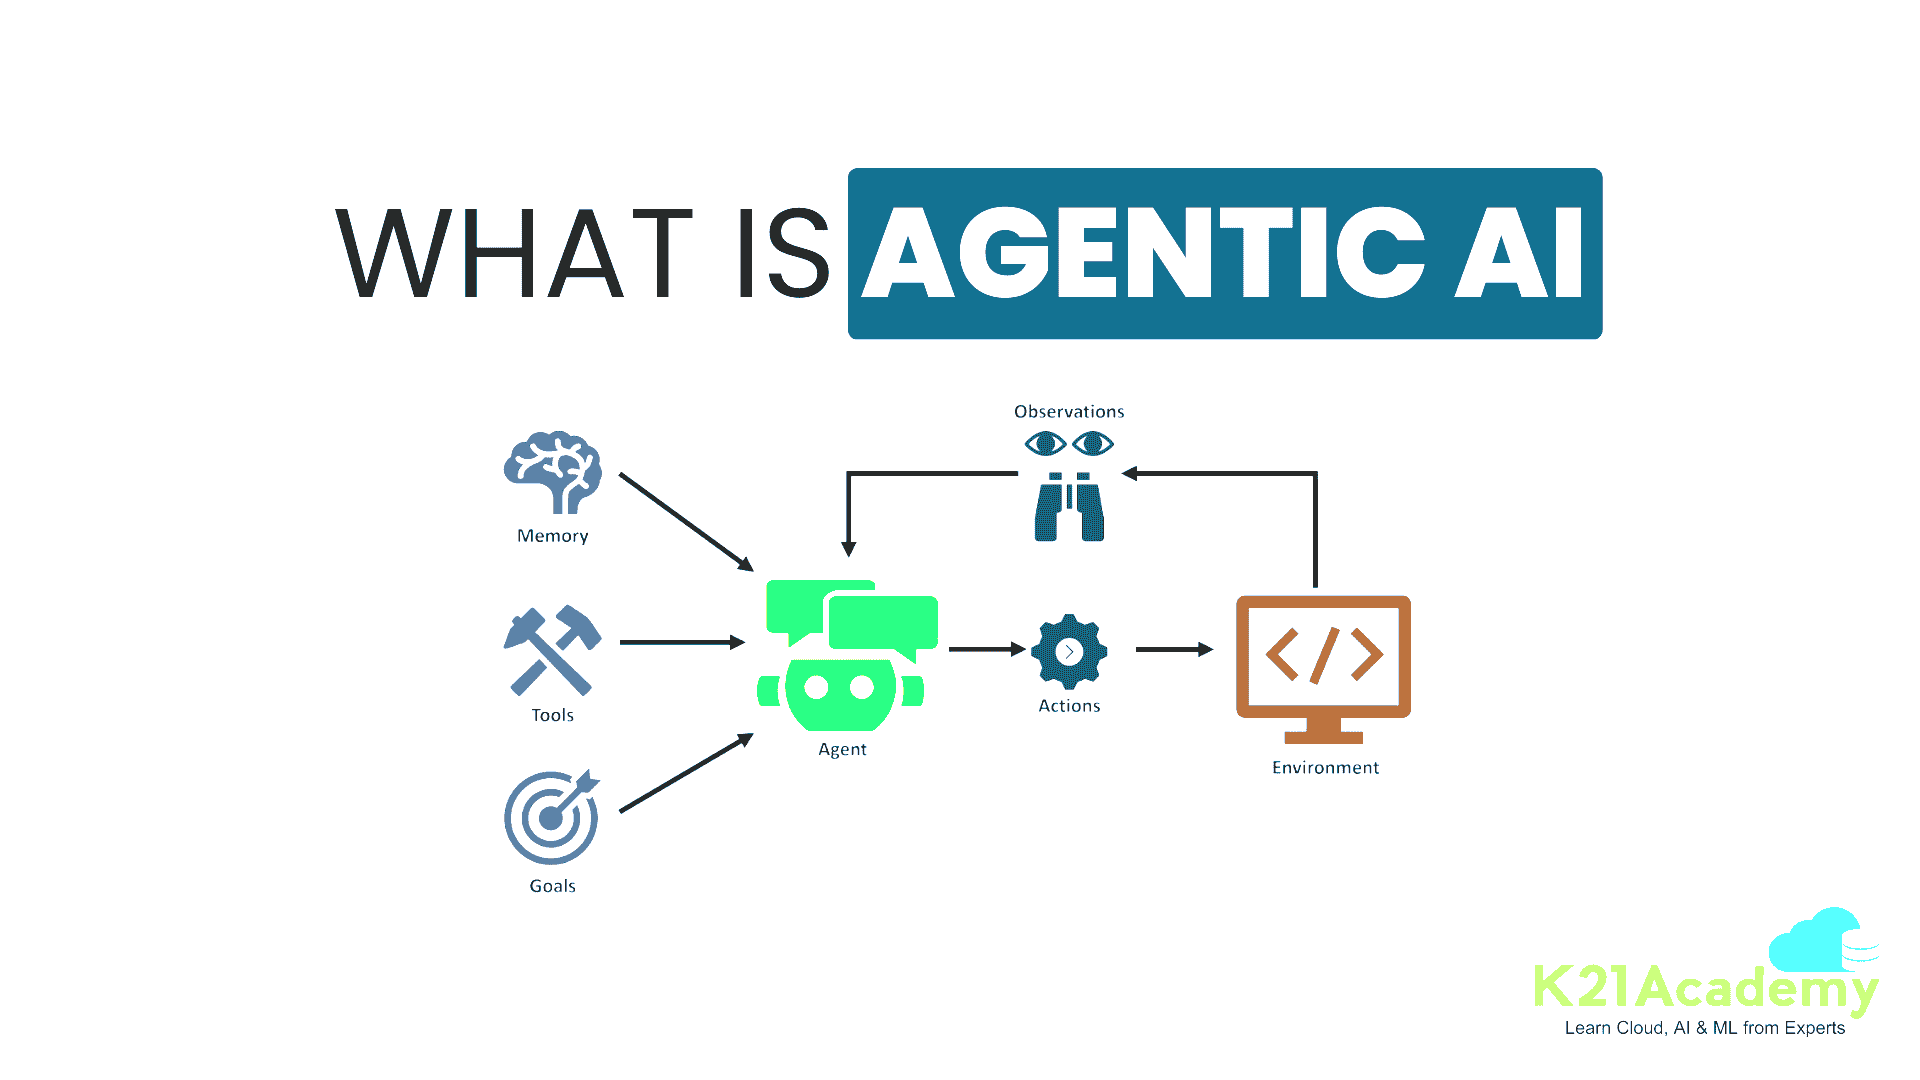 WHAT IS AGENTIC AI
Observations
Memory
Tools
Actions
Agent
Environment
Goals
K21Academy
Learn Cloud, AI & ML from Experts